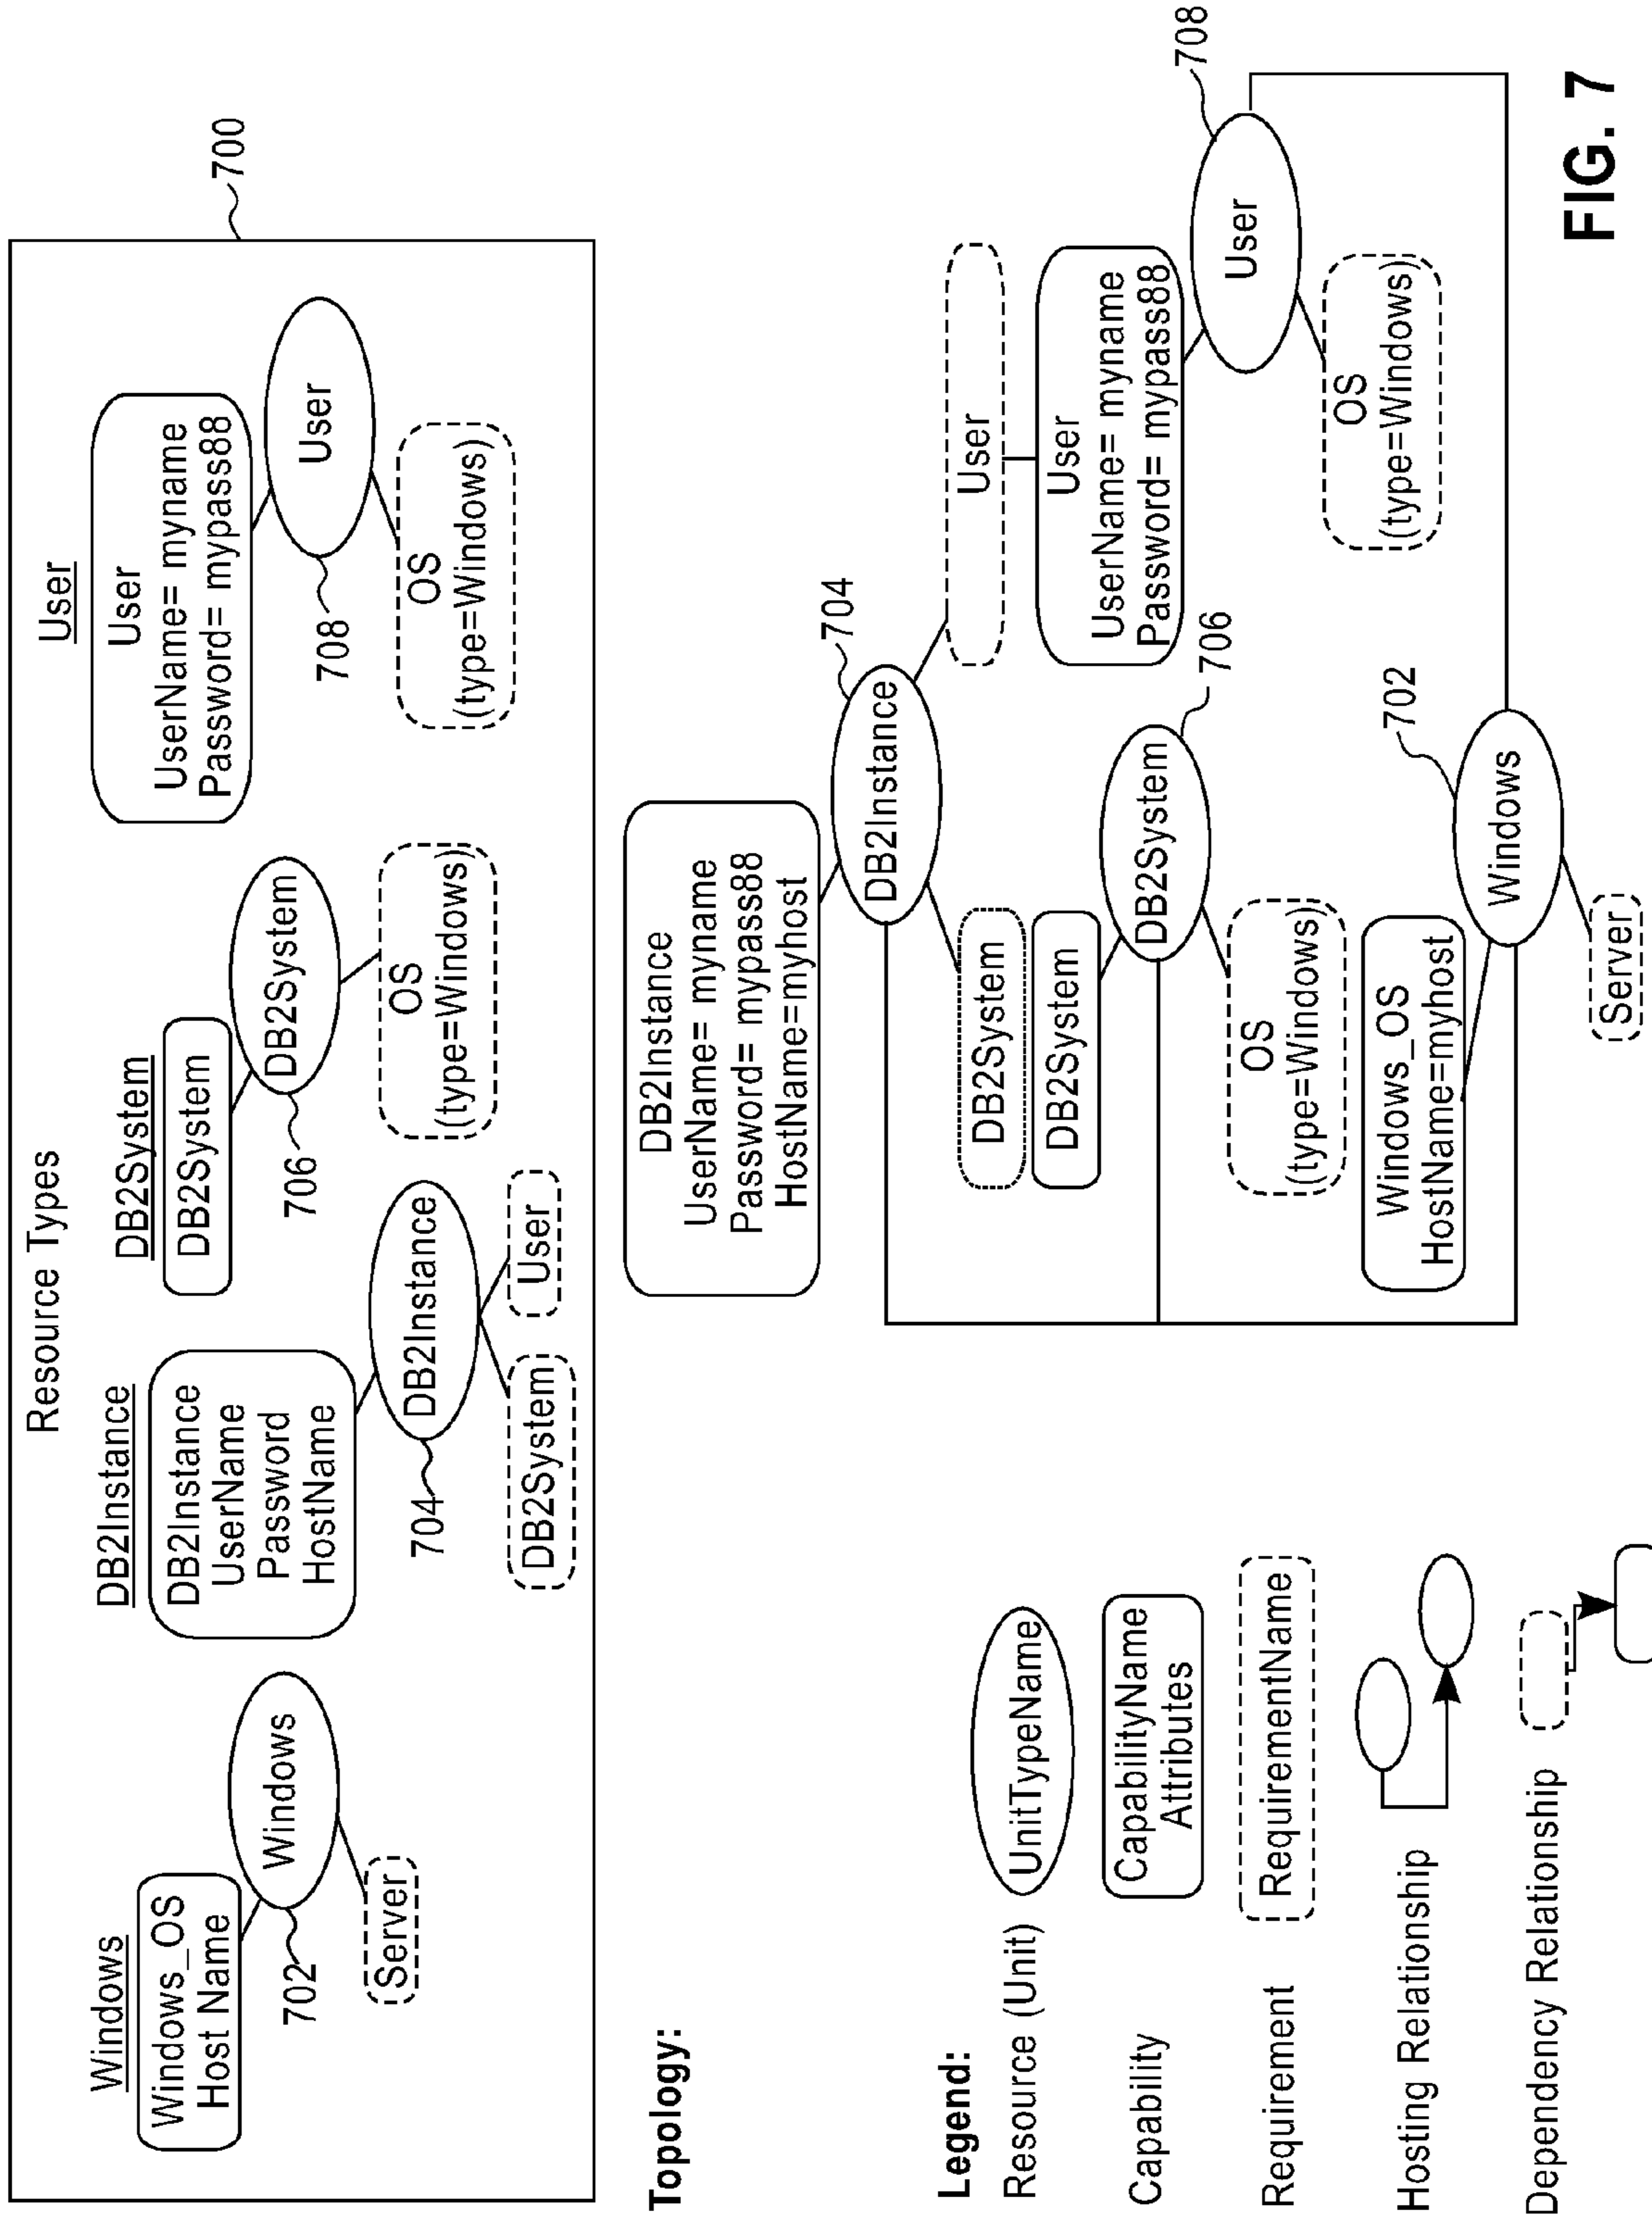 Resource Types
700
Windows
Windows_OS
Host Name
Windows
702
Server
DB2Instance
DB2Instance
UserName
Password
HostName
DB2Instance
704
DB2System
User
DB2System
DB2System
DB2System
706
OS
(type=Windows)
User
User
UserName= myname
Password= mypass88
User
708
OS
(type=Windows)
Topology:
DB2Instance
UserName= myname
Password= mypass88
HostName=myhost
DB2Instance
704
DB2System
User
DB2System
User
UserName= myname
Password= mypass88
DB2System
706
User
708
OS
(type=Windows)
OS
(type=Windows)
Windows_OS
HostName=myhost
Windows
702
Server
Legend:
Resource (Unit)
UnitTypeName
Capability
CapabilityName
Attributes
Requirement
RequirementName
Hosting Relationship
Dependency Relationship
FIG. 7